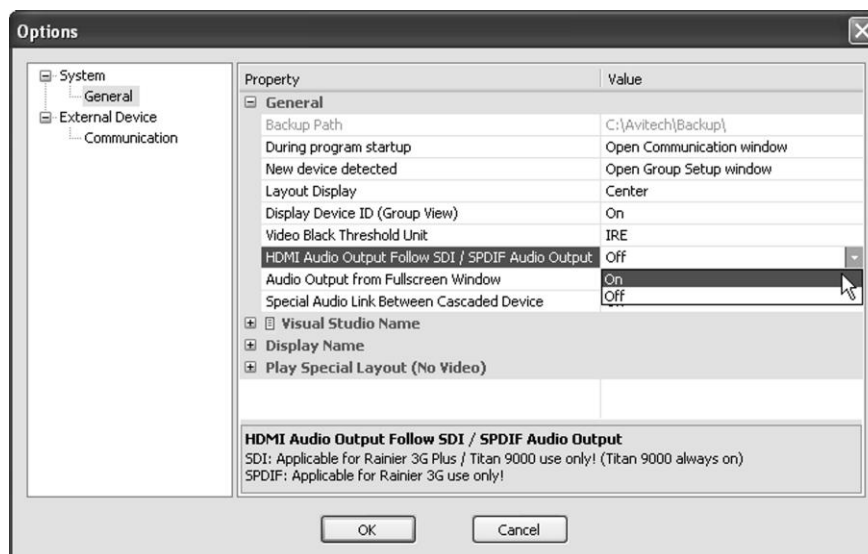 Options
System
General
External Device
Communication
Property Value
General
Backup Path C:\Avitech\Backup\
During program startup Open Communication window
New device detected Open Group Setup window
Layout Display Center
Display Device ID (Group View) On
Video Black Threshold Unit IRE
HDMI Audio Output Follow SDI / SPDIF Audio Output Off
Audio Output from Fullscreen Window On
Special Audio Link Between Cascaded Device Off
Visual Studio Name
Display Name
Play Special Layout (No Video)
HDMI Audio Output Follow SDI / SPDIF Audio Output
SDI: Applicable for Rainier 3G Plus / Titan 9000 use only! (Titan 9000 always on)
SPDIF: Applicable for Rainier 3G use only!
OK Cancel